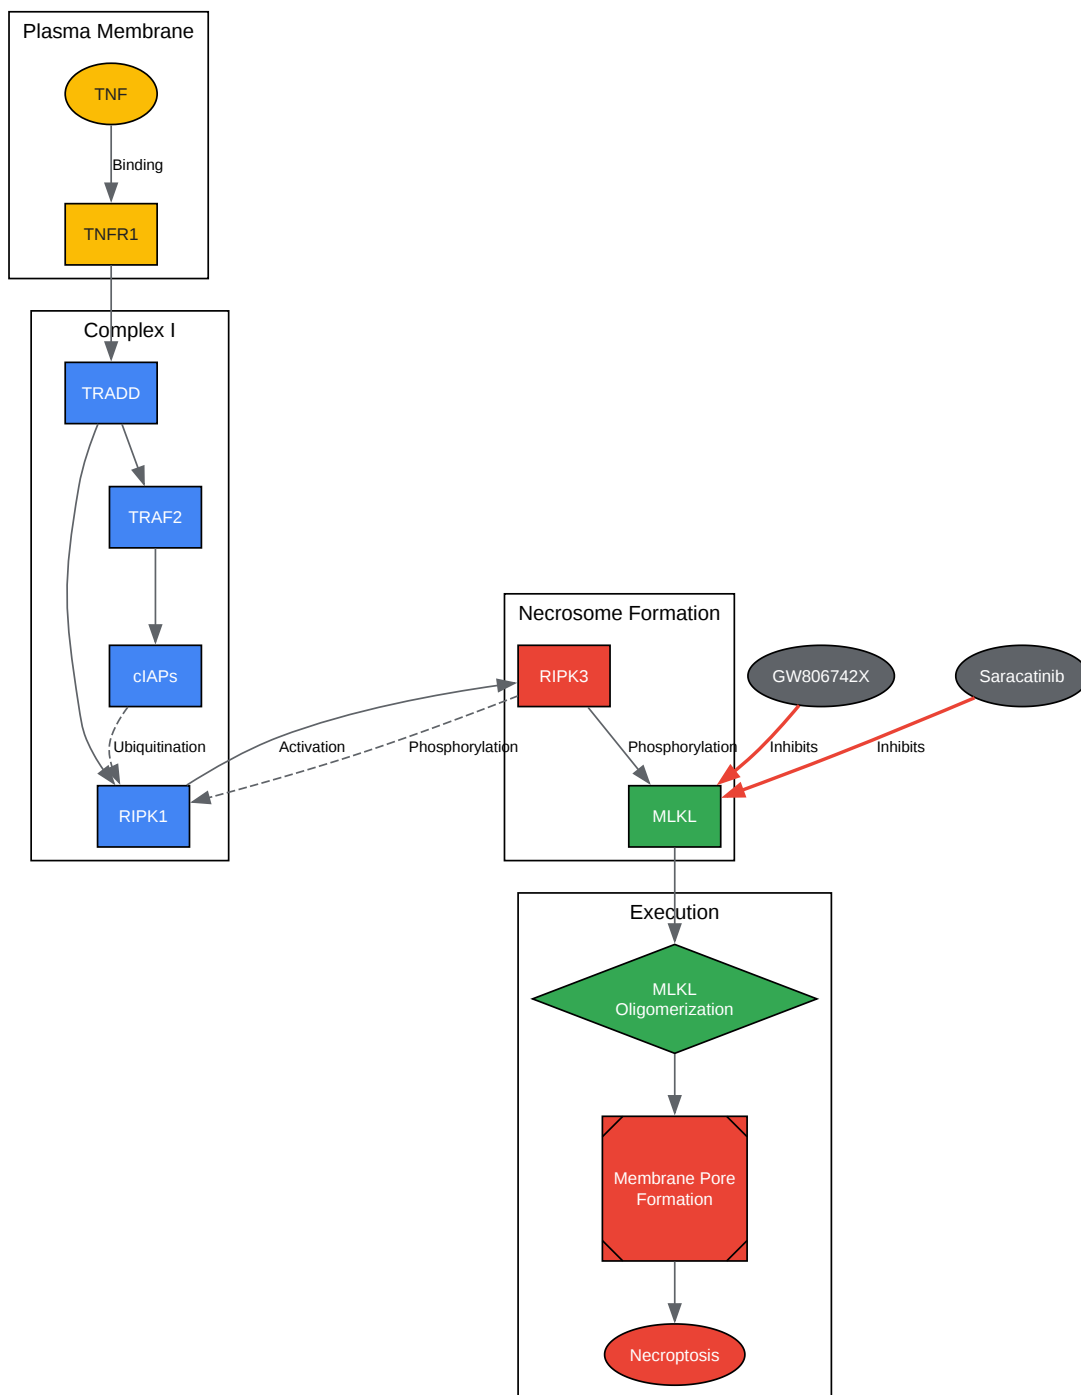 Plasma Membrane
TNF
Binding
TNFR1
Complex I
TRADD
TRAF2
cIAPs
Ubiquitination
RIPK1
Activation
Phosphorylation
Necrosome Formation
RIPK3
Phosphorylation
MLKL
GW806742X
Inhibits
Saracatinib
Inhibits
Execution
MLKL
Oligomerization
Membrane Pore
Formation
Necroptosis